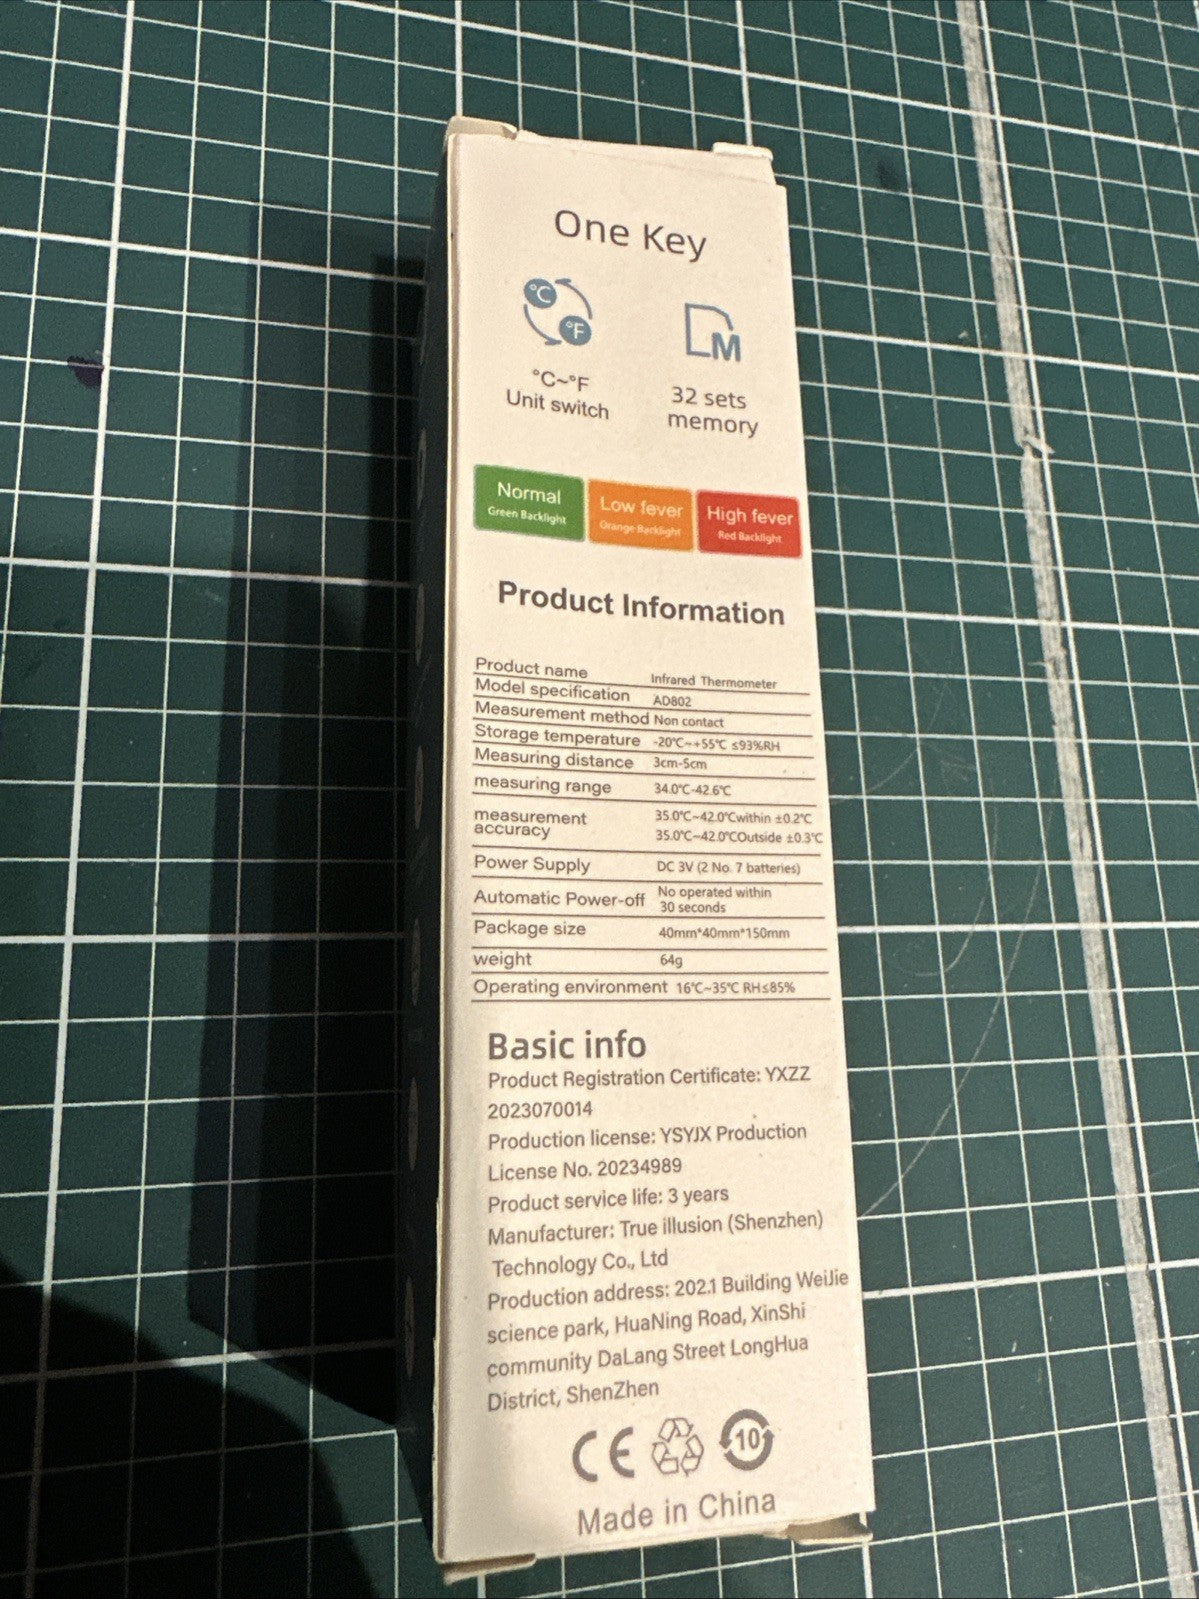 One Key
°C
°F
M
°C~°F
Unit switch
32 sets
memory
Normal
Green Backlight
Low fever
Orange Backlight
High fever
Red Backlight
Product Information
Product name Infrared Thermometer
Model specification AD802
Measurement method Non contact
Storage temperature -20℃~+55℃ ≤93%RH
Measuring distance 3cm-5cm
measuring range 34.0℃-42.6℃
measurement accuracy 35.0℃~42.0℃within ±0.2℃
35.0℃~42.0℃Outside ±0.3℃
Power Supply DC 3V (2 No. 7 batteries)
Automatic Power-off No operated within
30 seconds
Package size 40mm*40mm*150mm
weight 64g
Operating environment 16℃~35℃ RH≤85%
Basic info
Product Registration Certificate: YXZZ
2023070014
Production license: YSYJX Production
License No. 20234989
Product service life: 3 years
Manufacturer: True illusion (Shenzhen)
Technology Co., Ltd
Production address: 202.1 Building WeiJie
science park, HuaNing Road, XinShi
community DaLang Street LongHua
District, ShenZhen
CE
10
Made in China